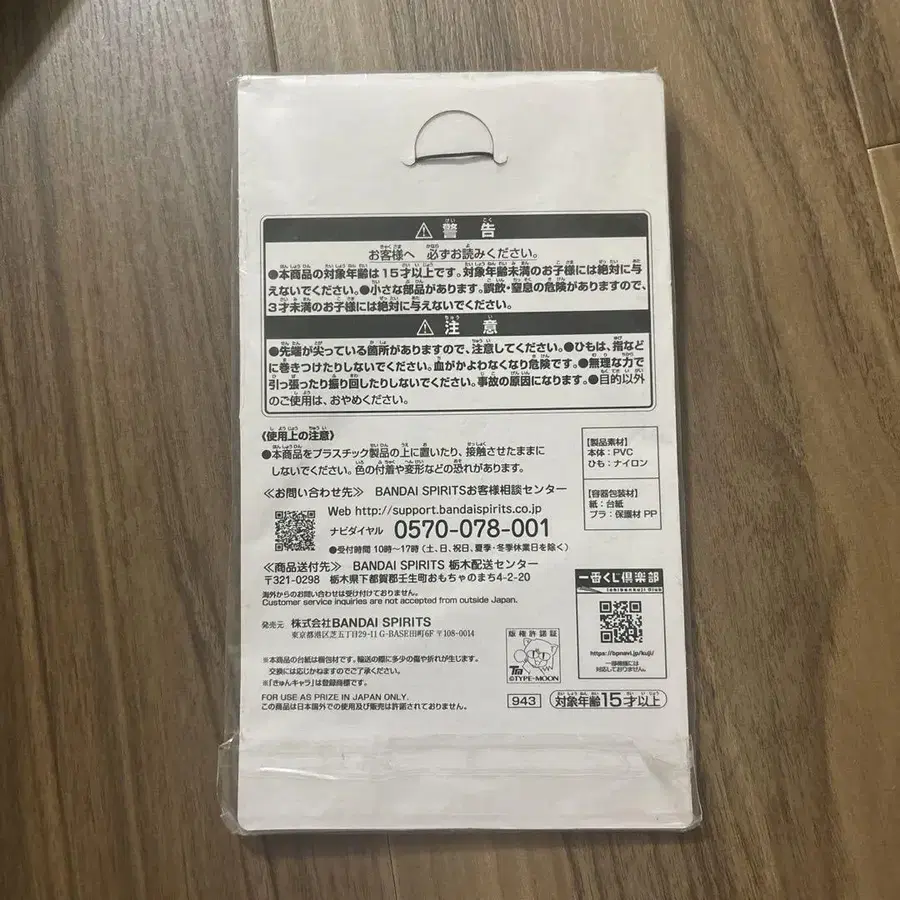 ⚠警告
お客様へ 必ずお読みください。
●本商品の対象年齢は15才以上です。対象年齢未満のお子様には絶対に与
えないでください。●小さな部品があります。誤飲・窒息の危険がありますので、
3才未満のお子様には絶対に与えないでください。
⚠注意
●先端が尖っている箇所がありますので、注意してください。●ひもは、指など
に巻きつけたりしないでください。血がかよわなくなり危険です。●無理な力で
引っ張ったり振り回したりしないでください。事故の原因になります。●目的以外
のご使用は、おやめください。
《使用上の注意》
●本商品をプラスチック製品の上に置いたり、接触させたままに
しないでください。色の付着や変形などの恐れがあります。
【製品素材】
本体:PVC
ひも:ナイロン
【容器包装材】
紙:台紙
プラ:保護材 PP
≪お問い合わせ先≫ BANDAI SPIRITSお客様相談センター
Web http://support.bandaispirits.co.jp
ナビダイヤル 0570-078-001
●受付時間 10時〜17時(土、日、祝日、夏季・冬季休業日を除く)
≪商品送付先≫ BANDAI SPIRITS 栃木配送センター
〒321-0298 栃木県下都賀郡壬生町おもちゃのまち4-2-20
海外からのお問い合わせは受け付けておりません。
Customer service inquiries are not accepted from outside Japan.
発売元 株式会社BANDAI SPIRITS
東京都港区芝五丁目29-11 G-BASE田町6F 〒108-0014
※本商品の台紙は梱包材です。輸送の際に多少の傷や折れが生じます。
交換には応じかねますのでご了承ください。
※「きゅんキャラ」は登録商標です。
FOR USE AS PRIZE IN JAPAN ONLY.
この商品は日本国外での使用及び販売は許諾されておりません。
一番くじ倶楽部
Ichibankuji Club
https://bpnavi.jp/kuji/
一部機種には
対応しておりません。
版権許諾証
©TYPE-MOON
943
対象年齢15才以上